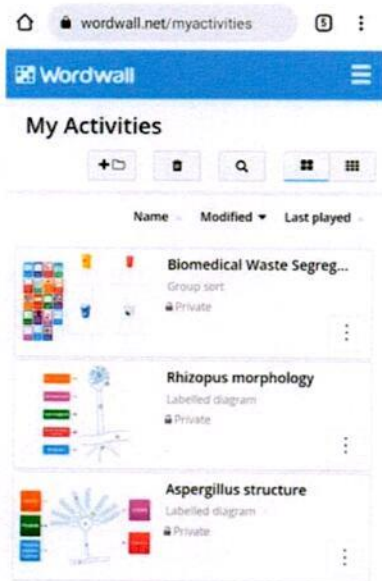 wordwall.net/myactivities 5
Wordwall
My Activities
Name Modified Last played
Biomedical Waste Segreg...
Group sort
Private
Rhizopus morphology
Labelled diagram
Private
Aspergillus structure
Labelled diagram
Private